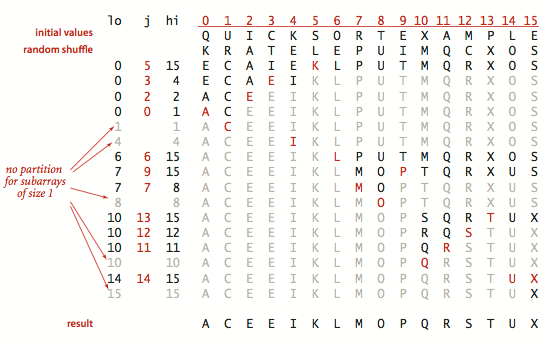 lo j hi 0 1 2 3 4 5 6 7 8 9 10 11 12 13 14 15
initial values Q U I C K S O R T E X A M P L E
random shuffle K R A T E L E P U I M Q C X O S
0 5 15 E C A I E K L P U T M Q R X O S
0 3 4 E C A E I K L P U T M Q R X O S
0 2 2 A C E E I K L P U T M Q R X O S
0 0 1 A C E E I K L P U T M Q R X O S
1 1 A C E E I K L P U T M Q R X O S
4 4 A C E E I K L P U T M Q R X O S
6 6 15 A C E E I K L P U T M Q R X O S
7 9 15 A C E E I K L M O P T Q R X U S
7 7 8 A C E E I K L M O P T Q R X U S
8 8 A C E E I K L M O P T Q R X U S
10 13 15 A C E E I K L M O P S Q R T U X
10 12 12 A C E E I K L M O P R Q S T U X
10 11 11 A C E E I K L M O P Q R S T U X
10 10 A C E E I K L M O P Q R S T U X
14 14 15 A C E E I K L M O P Q R S T U X
15 15 A C E E I K L M O P Q R S T U X
no partition
for subarrays
of size 1
result A C E E I K L M O P Q R S T U X